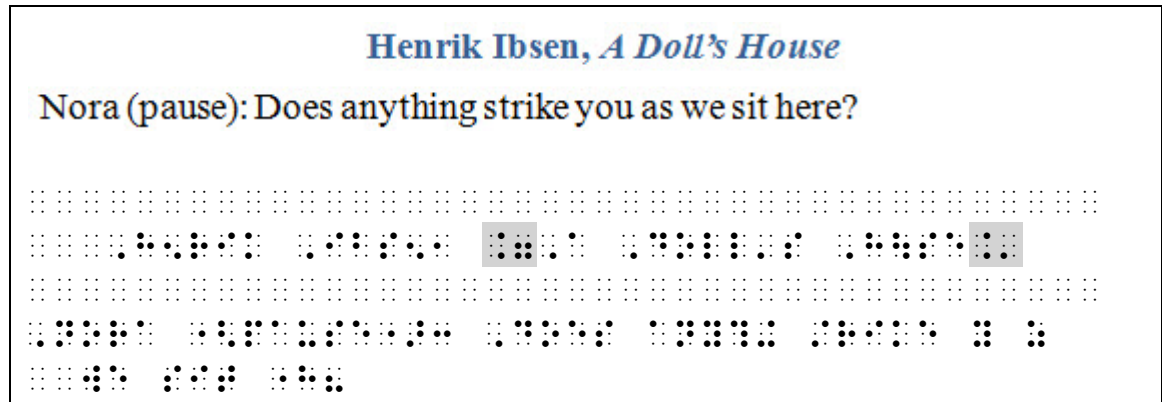 Henrik Ibsen, A Doll’s House
Nora (pause): Does anything strike you as we sit here?
⠠⠓⠢⠗⠊⠅ ⠠⠊⠃⠎⠢⠂ ⠨⠶⠠⠁ ⠠⠙⠕⠇⠇⠄⠎ ⠠⠓⠳⠎⠑⠨⠄
⠠⠝⠕⠗⠁ ⠐⠣⠏⠁⠥⠎⠑⠐⠜⠒ ⠠⠙⠕⠑⠎ ⠁⠝⠽⠹⠬ ⠌⠗⠊⠅⠑ ⠽ ⠵
⠺⠑ ⠎⠊⠞ ⠐⠓⠦